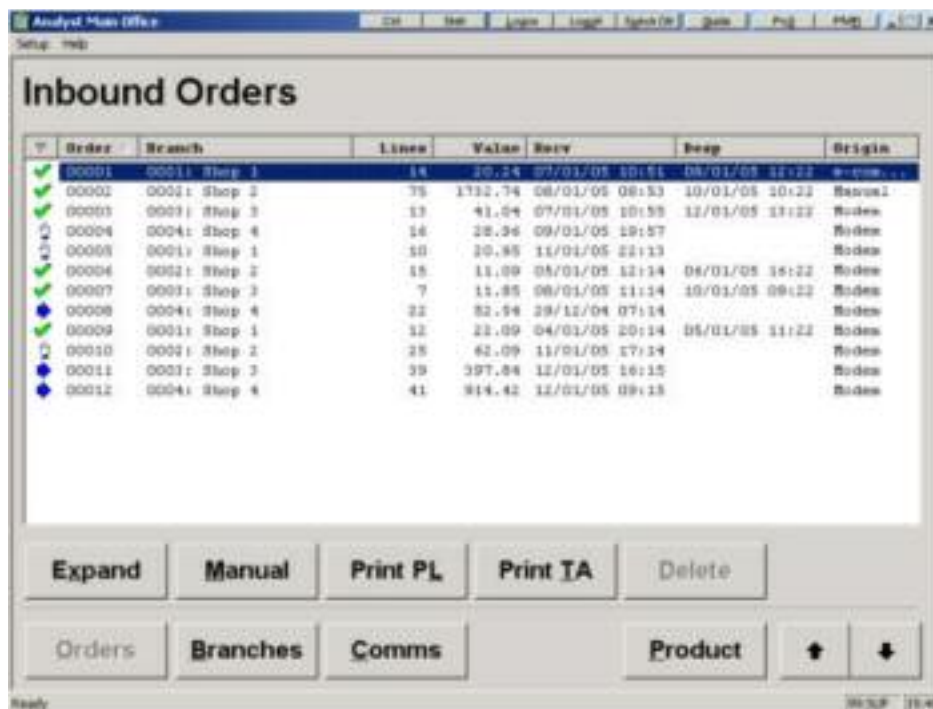 Analyst Main Office
Setup Help
Inbound Orders
Order Branch Lines Value Recv Desp Origin
00001 0001: Shop 1 14 20.24 07/01/05 10:51 08/01/05 12:22 e-com...
00002 0002: Shop 2 75 1732.74 08/01/05 08:53 10/01/05 10:22 Manual
00003 0003: Shop 3 13 41.04 07/01/05 10:55 12/01/05 13:22 Modem
00004 0004: Shop 4 16 28.96 09/01/05 19:57 Modem
00005 0001: Shop 1 10 20.85 11/01/05 22:13 Modem
00006 0002: Shop 2 15 11.09 05/01/05 12:14 06/01/05 16:22 Modem
00007 0003: Shop 3 7 11.85 08/01/05 11:14 10/01/05 09:22 Modem
00008 0004: Shop 4 22 52.54 29/12/04 07:14 Modem
00009 0001: Shop 1 12 22.09 04/01/05 20:14 05/01/05 11:22 Modem
00010 0002: Shop 2 25 62.09 11/01/05 17:14 Modem
00011 0003: Shop 3 39 397.84 12/01/05 16:15 Modem
00012 0004: Shop 4 41 914.42 12/01/05 09:15 Modem
Expand Manual Print PL Print TA Delete
Orders Branches Comms Product
Ready